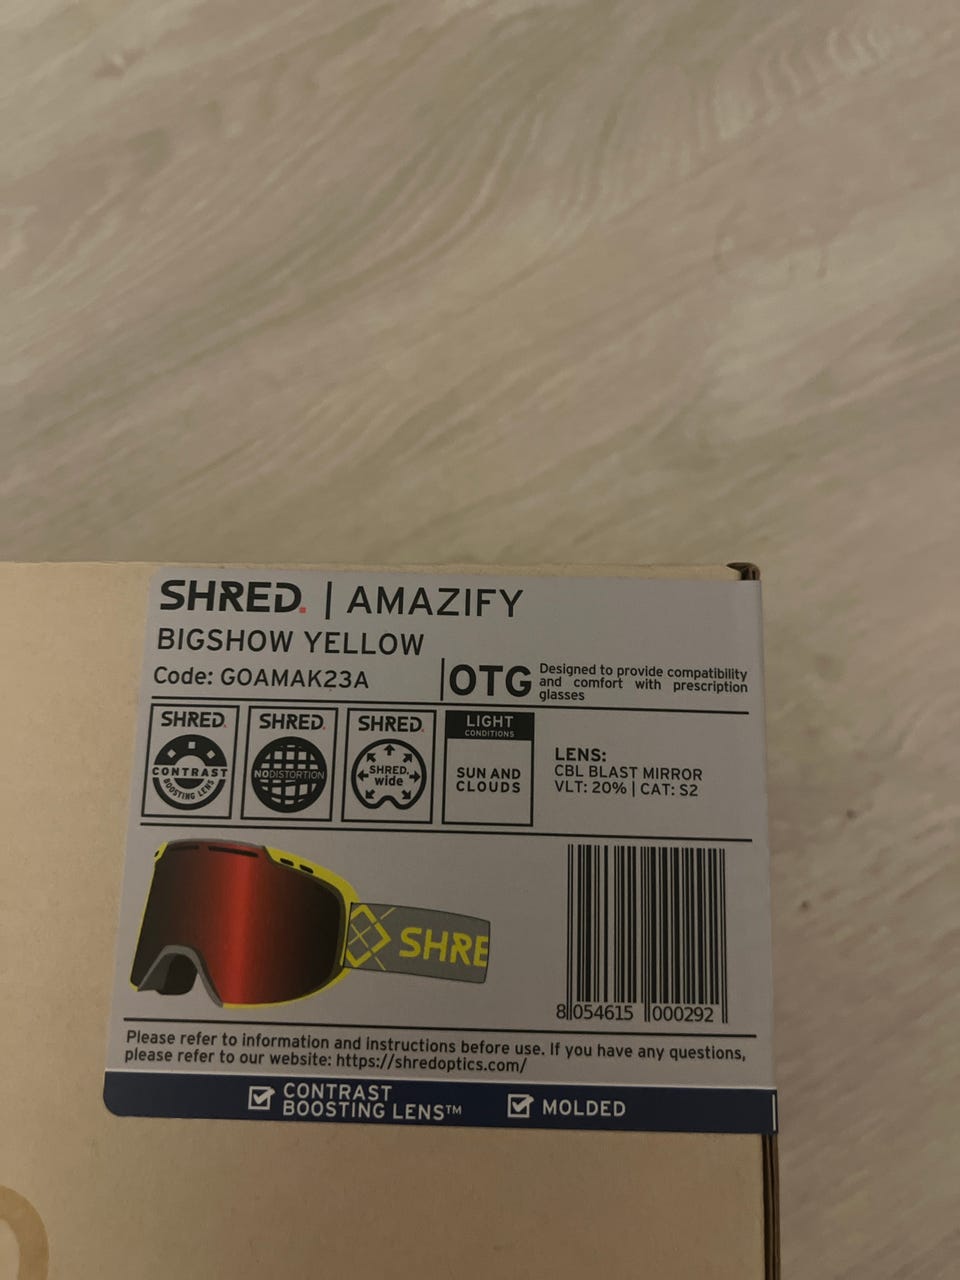 SHRED. | AMAZIFY
BIGSHOW YELLOW
Code: GOAMAK23A
OTG
Designed to provide compatibility
and comfort with prescription
glasses
SHRED.
CONTRAST
BOOSTING LENS
SHRED.
NODISTORTION
SHRED.
SHRED.
wide
LIGHT
CONDITIONS
SUN AND
CLOUDS
LENS:
CBL BLAST MIRROR
VLT: 20% | CAT: S2
SHRE
8 054615 000292
Please refer to information and instructions before use. If you have any questions,
please refer to our website: https://shredoptics.com/
CONTRAST
BOOSTING LENS™
MOLDED